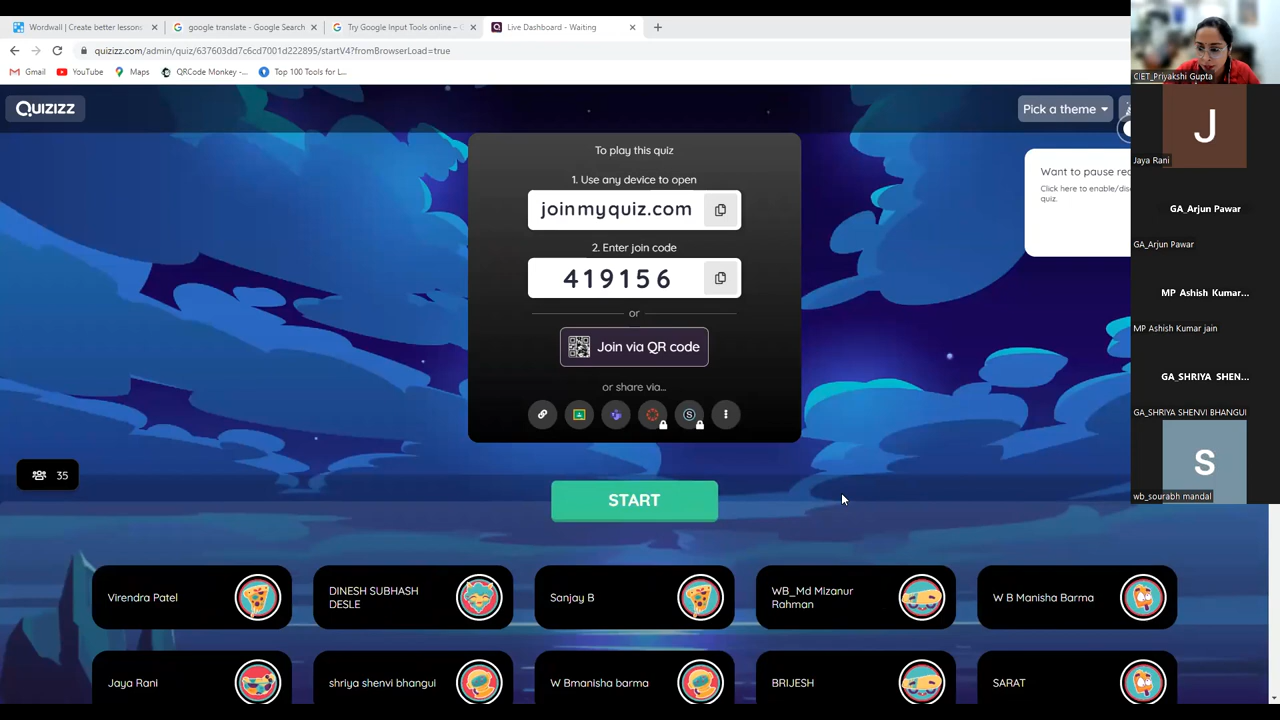 Wordwall | Create better lessons
google translate - Google Search
Try Google Input Tools online – C
Live Dashboard - Waiting
quizizz.com/admin/quiz/637603dd7c6cd7001d222895/startV4?fromBrowserLoad=true
Gmail
YouTube
Maps
QRCode Monkey -...
Top 100 Tools for L...
Quizizz
Pick a theme
To play this quiz
1. Use any device to open
joinmyquiz.com
2. Enter join code
419156
or
Join via QR code
or share via...
S
Want to pause rec
Click here to enable/dis
quiz.
35
START
Virendra Patel
DINESH SUBHASH
DESLE
Sanjay B
WB_Md Mizanur
Rahman
W B Manisha Barma
Jaya Rani
shriya shenvi bhangui
W Bmanisha barma
BRIJESH
SARAT
CIET_Priyakshi Gupta
J
Jaya Rani
GA_Arjun Pawar
GA_Arjun Pawar
MP Ashish Kumar...
MP Ashish Kumar jain
GA_SHRIYA SHEN...
GA_SHRIYA SHENVI BHANGUI
S
wb_sourabh mandal